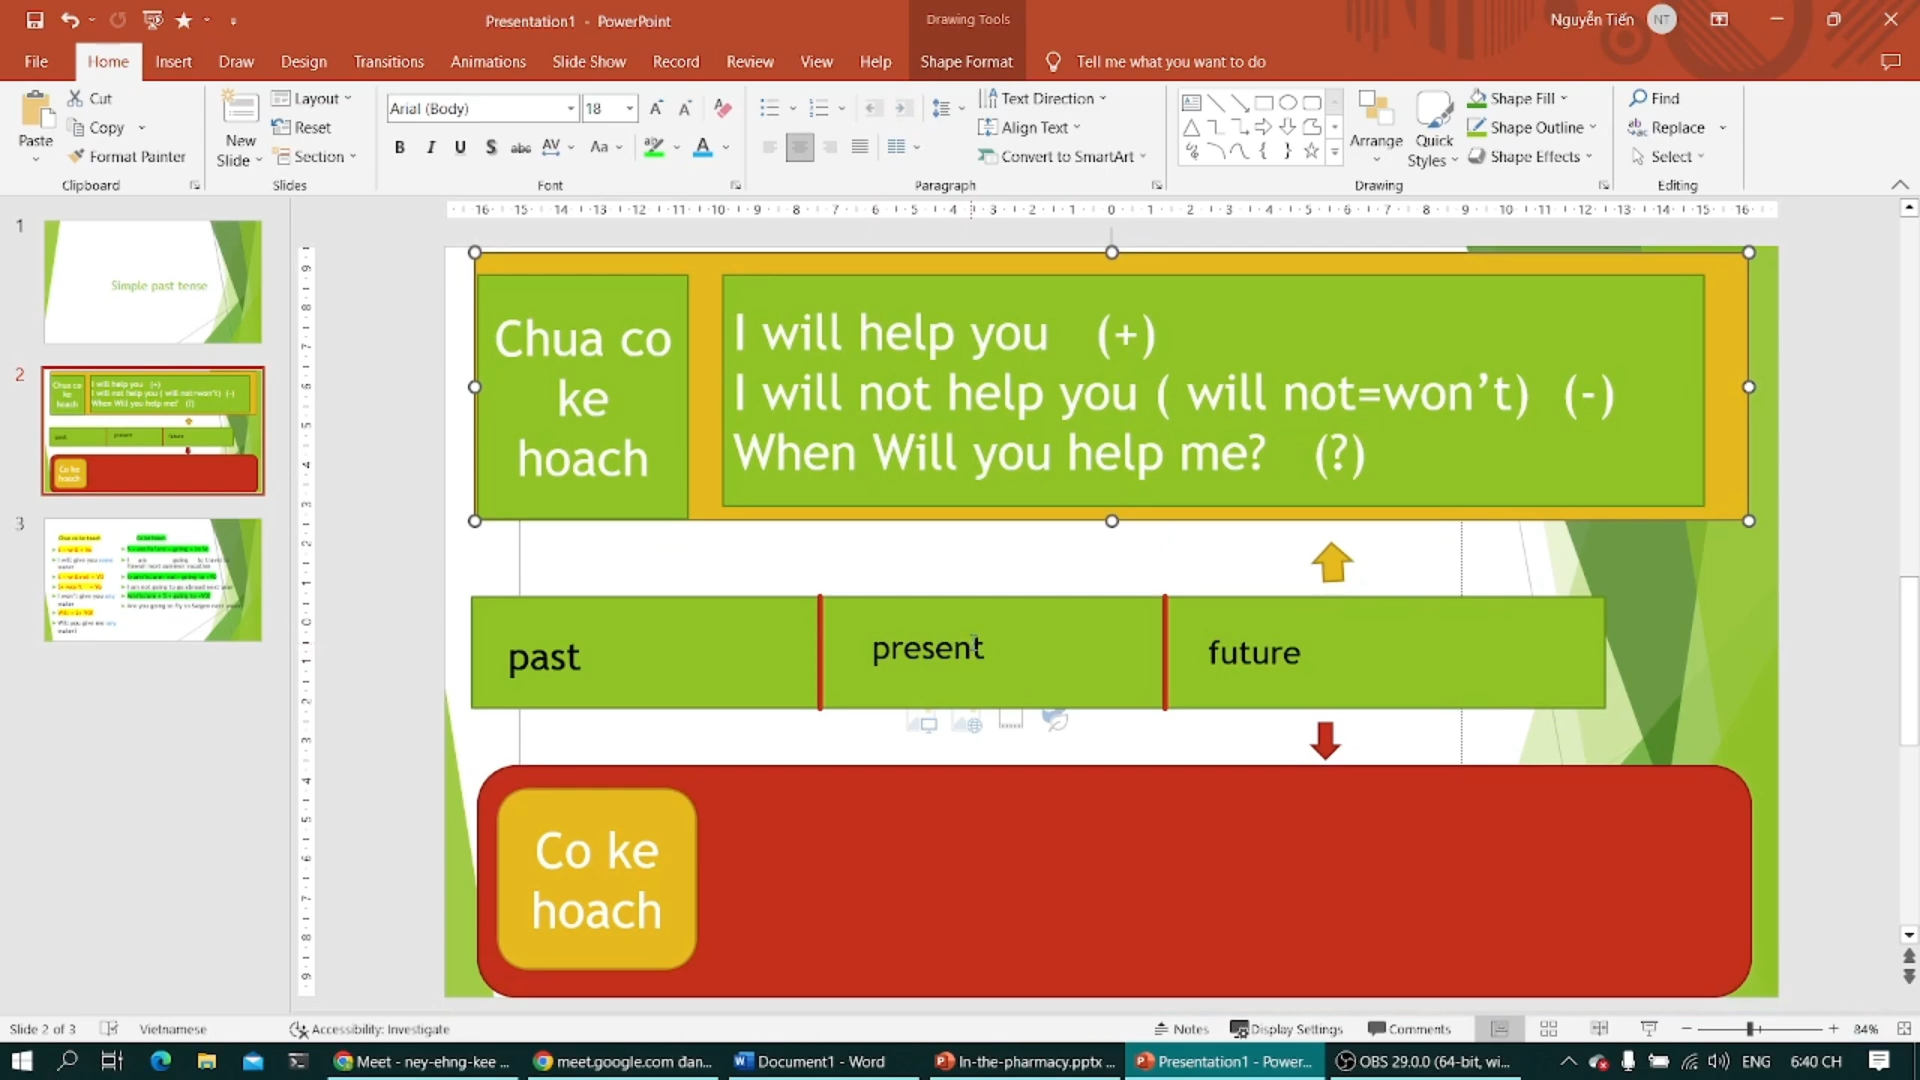 Presentation1 - PowerPoint
Drawing Tools
Nguyễn Tiến
NT
File Home Insert Draw Design Transitions Animations Slide Show Record Review View Help Shape Format Tell me what you want to do
Paste
Cut
Copy
Format Painter
Clipboard
New Slide
Layout
Reset
Section
Slides
Arial (Body) 18
Font
Text Direction
Align Text
Convert to SmartArt
Paragraph
Arrange
Quick Styles
Shape Fill
Shape Outline
Shape Effects
Drawing
Find
Replace
Select
Editing
1
Simple past tense
2
3
Chua co
ke
hoach
I will help you (+)
I will not help you ( will not=won’t) (-)
When Will you help me? (?)
past
present
future
Co ke
hoach
Slide 2 of 3 Vietnamese Accessibility: Investigate Notes Display Settings Comments 84%
Meet - ney-ehng-kee ... meet.google.com đan... Document1 - Word In-the-pharmacy.pptx ... Presentation1 - Power... OBS 29.0.0 (64-bit, wi... ENG 6:40 CH